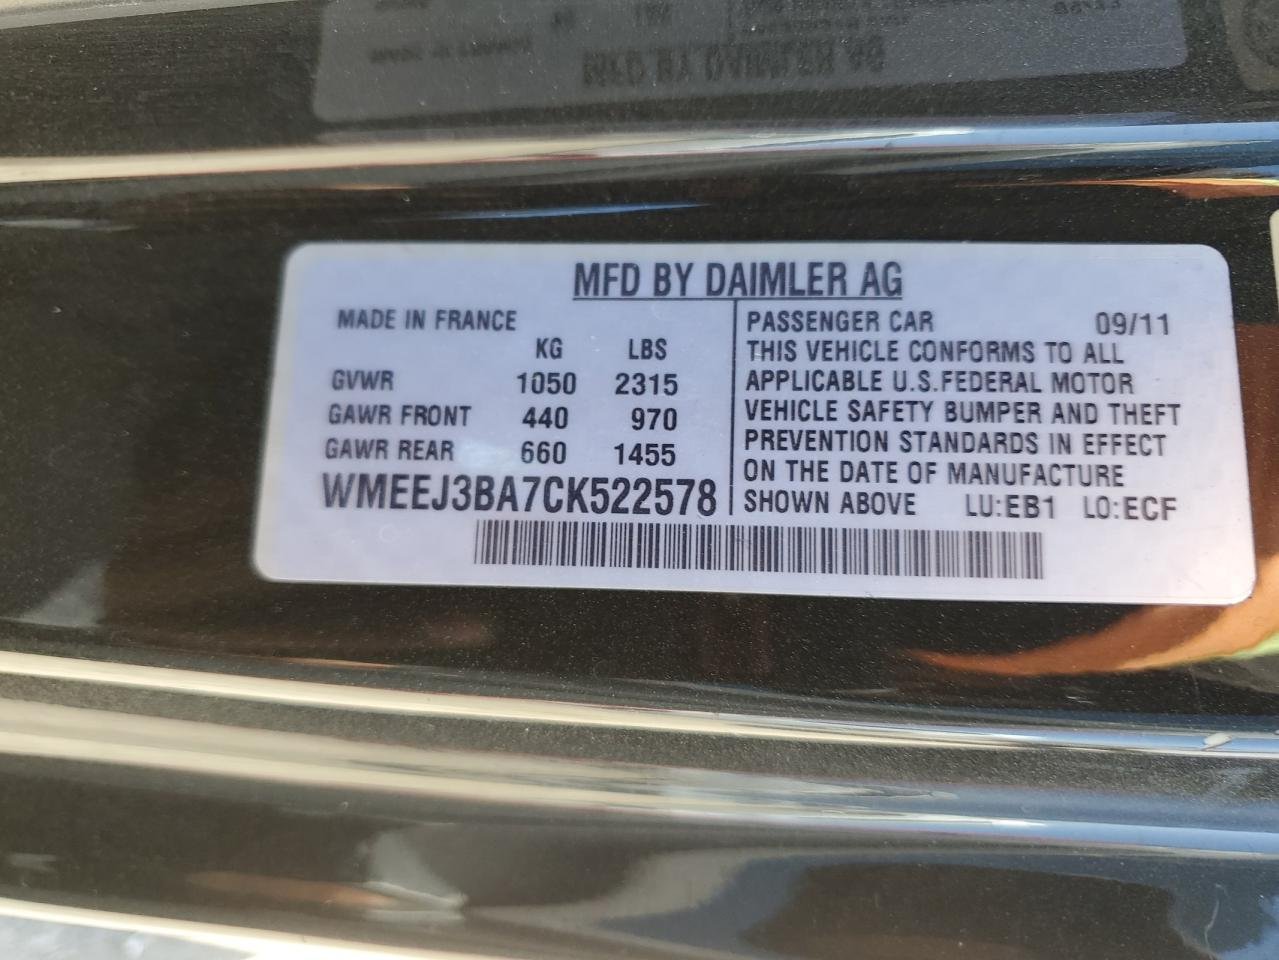 MFD BY DAIMLER AG
MADE IN FRANCE
KG LBS
GVWR 1050 2315
GAWR FRONT 440 970
GAWR REAR 660 1455
WMEEJ3BA7CK522578
PASSENGER CAR 09/11
THIS VEHICLE CONFORMS TO ALL
APPLICABLE U.S.FEDERAL MOTOR
VEHICLE SAFETY BUMPER AND THEFT
PREVENTION STANDARDS IN EFFECT
ON THE DATE OF MANUFACTURE
SHOWN ABOVE LU:EB1 LO:ECF